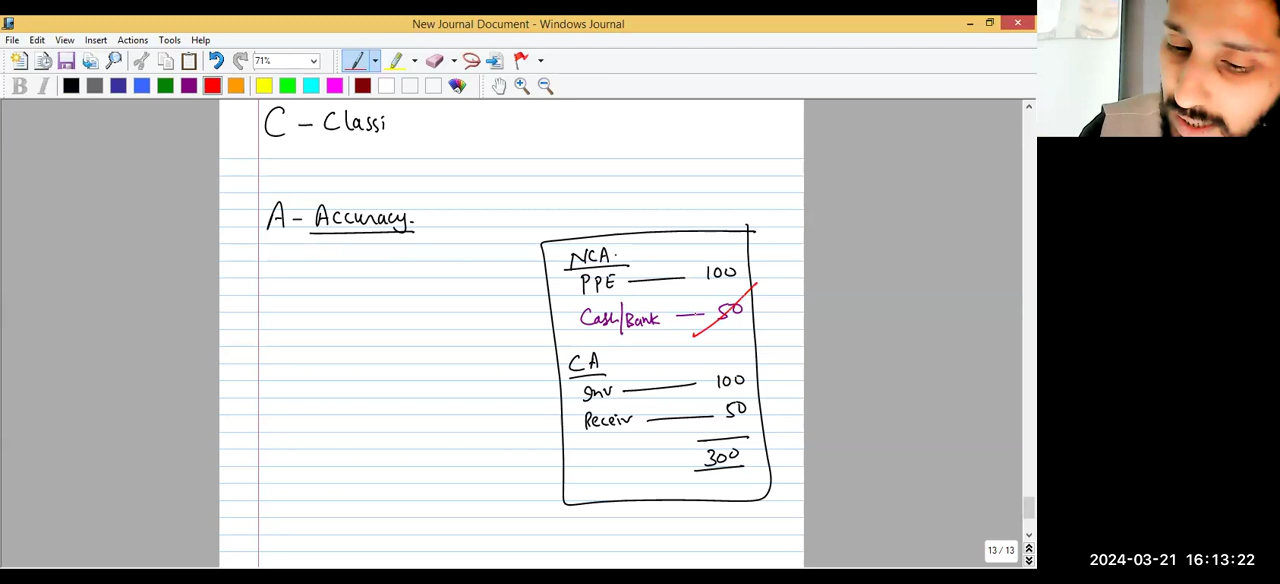 New Journal Document - Windows Journal
File Edit View Insert Actions Tools Help
71%
B I
C - Classi
A - Accuracy.
NCA.
PPE — 100
Cash/Bank — 50
CA
Inv — 100
Receiv — 50
300
13 / 13
2024-03-21 16:13:22